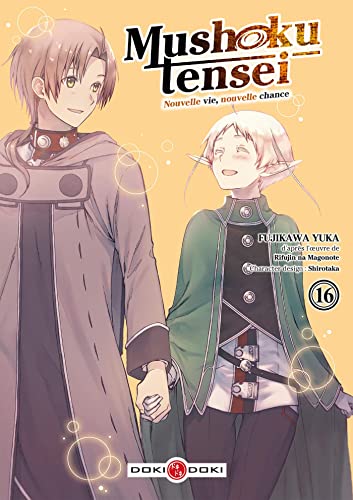 Mushoku
tensei
Nouvelle vie, nouvelle chance
FUJIKAWA YUKA
d'après l'œuvre de
Rifujin na Magonote
Character design : Shirotaka
16
DOKI DOKI